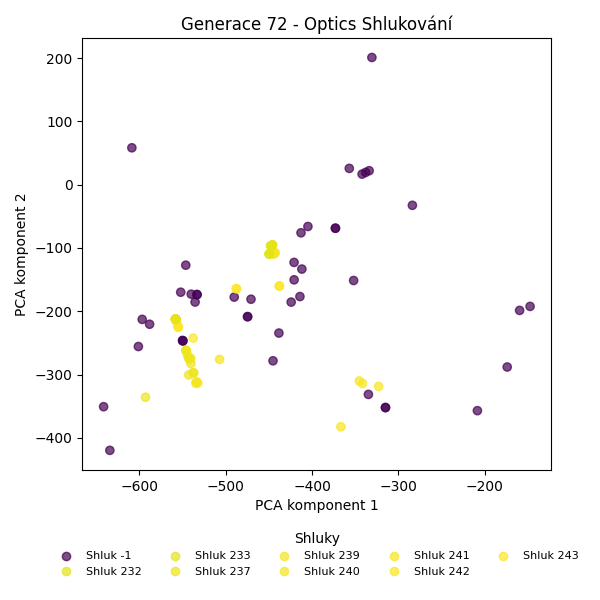 Generace 72 - Optics Shlukování
200
100
0
−100
−200
−300
−400
PCA komponent 2
−600 −500 −400 −300 −200
PCA komponent 1
Shluky
Shluk -1 Shluk 233 Shluk 239 Shluk 241 Shluk 243
Shluk 232 Shluk 237 Shluk 240 Shluk 242